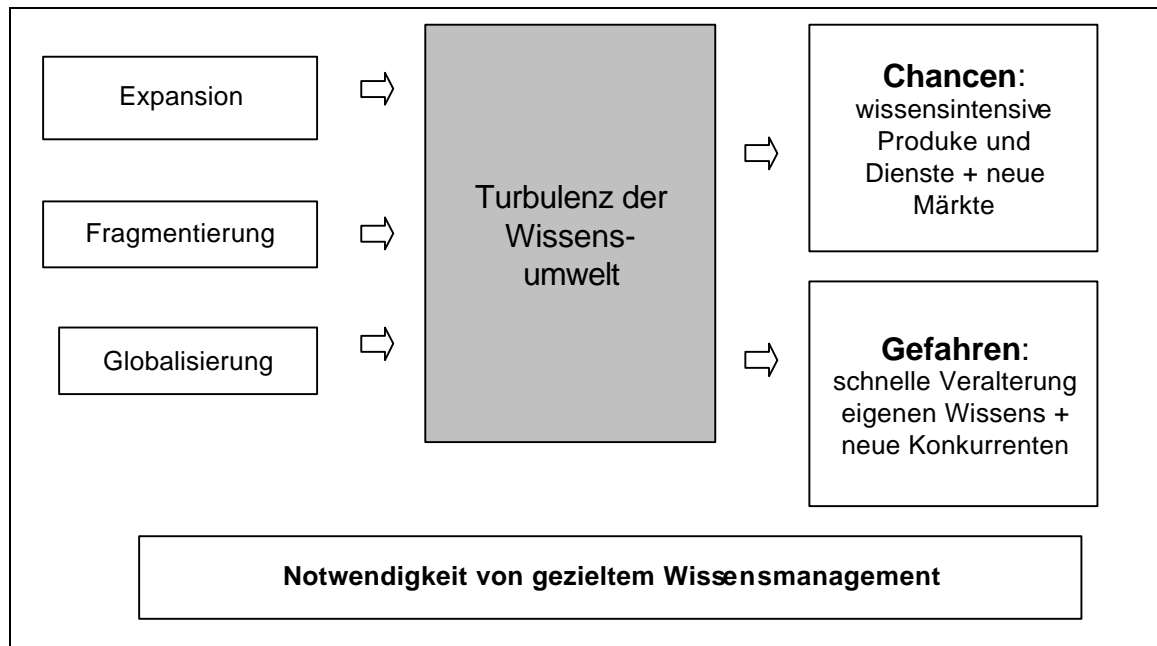 Expansion
Fragmentierung
Globalisierung
Turbulenz der
Wissens-
umwelt
Chancen:
wissensintensive
Produke und
Dienste + neue
Märkte
Gefahren:
schnelle Veralterung
eigenen Wissens +
neue Konkurrenten
Notwendigkeit von gezieltem Wissensmanagement